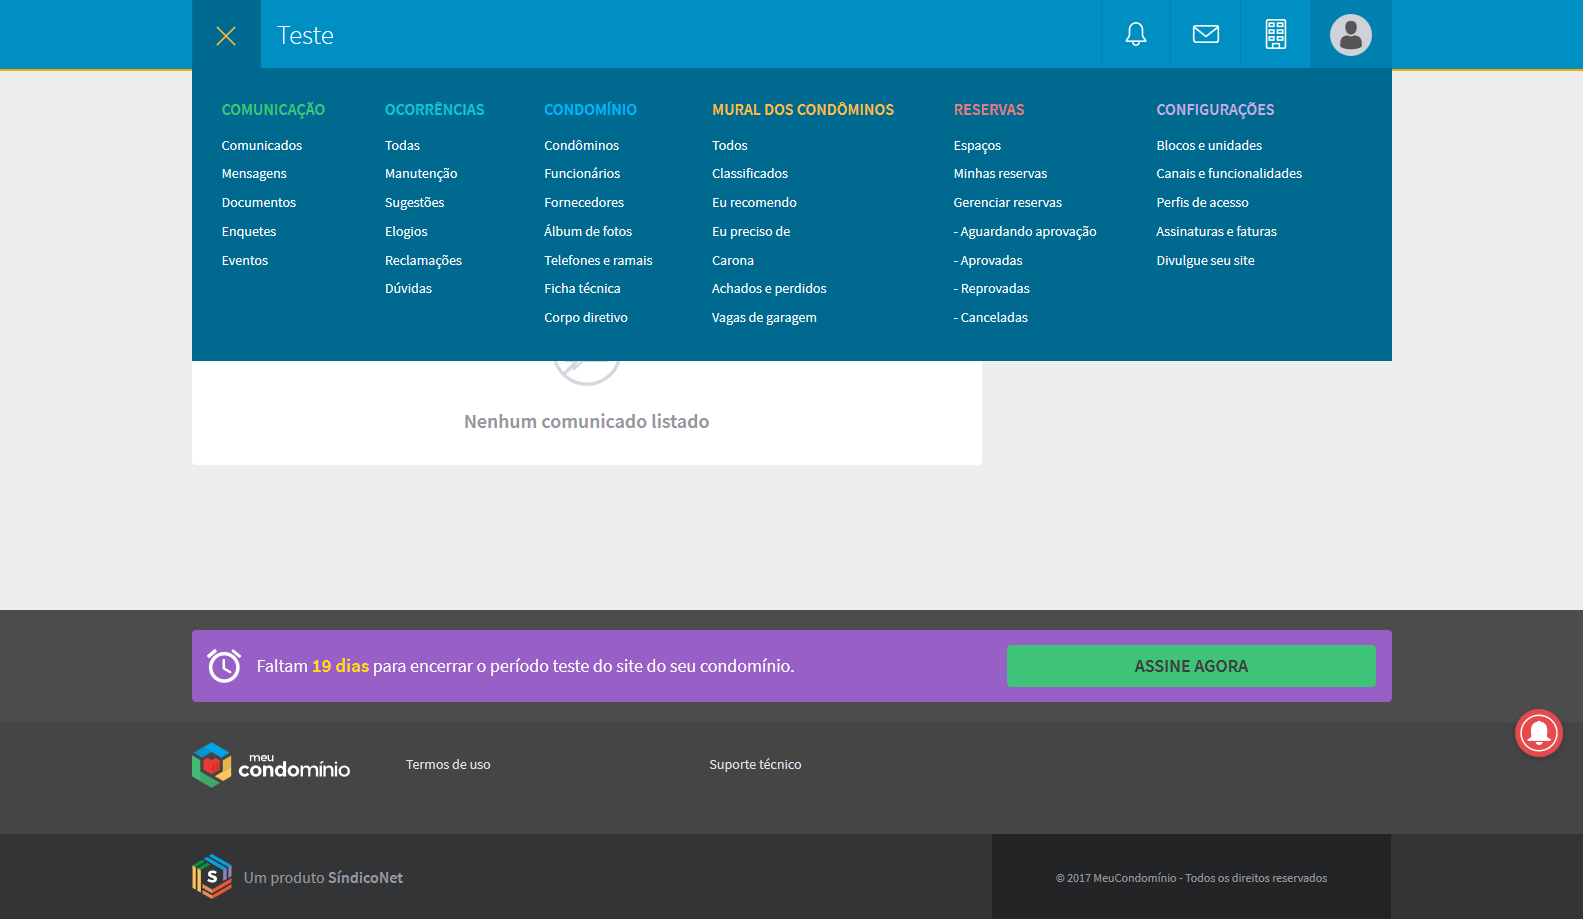 Teste
COMUNICAÇÃO
Comunicados
Mensagens
Documentos
Enquetes
Eventos
OCORRÊNCIAS
Todas
Manutenção
Sugestões
Elogios
Reclamações
Dúvidas
CONDOMÍNIO
Condôminos
Funcionários
Fornecedores
Álbum de fotos
Telefones e ramais
Ficha técnica
Corpo diretivo
MURAL DOS CONDÔMINOS
Todos
Classificados
Eu recomendo
Eu preciso de
Carona
Achados e perdidos
Vagas de garagem
RESERVAS
Espaços
Minhas reservas
Gerenciar reservas
- Aguardando aprovação
- Aprovadas
- Reprovadas
- Canceladas
CONFIGURAÇÕES
Blocos e unidades
Canais e funcionalidades
Perfis de acesso
Assinaturas e faturas
Divulgue seu site
Nenhum comunicado listado
Faltam 19 dias para encerrar o período teste do site do seu condomínio.
ASSINE AGORA
meu
condomínio
Termos de uso
Suporte técnico
S
Um produto SíndicoNet
© 2017 MeuCondomínio - Todos os direitos reservados